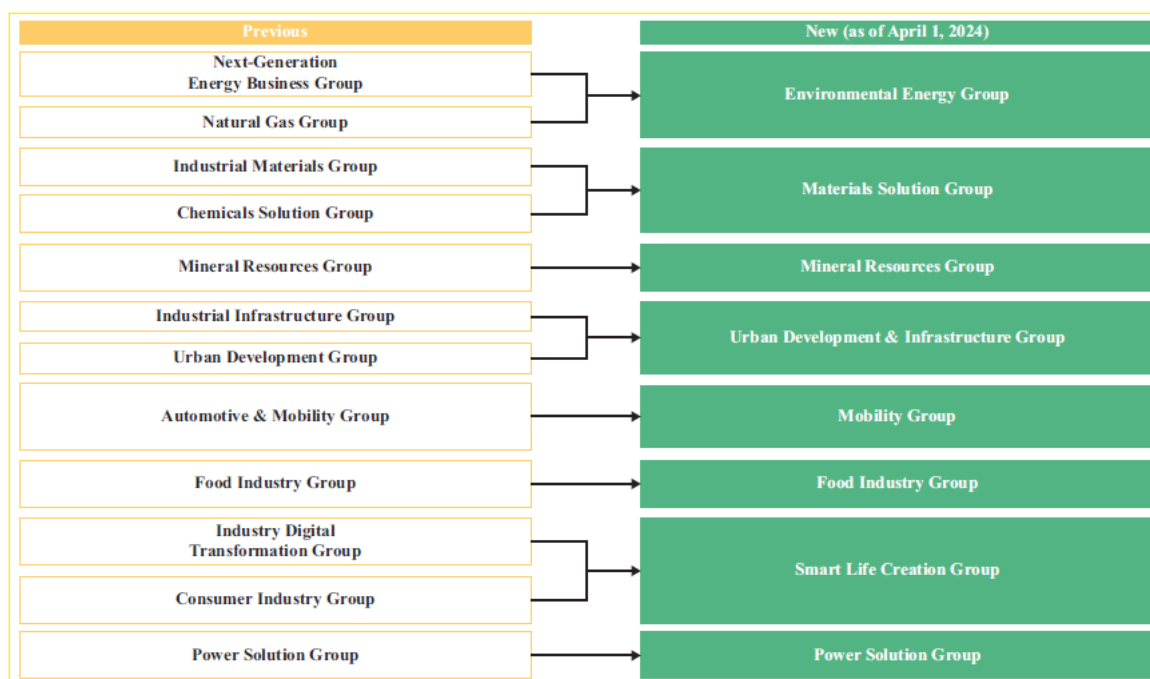 Previous
New (as of April 1, 2024)
Next-Generation
Energy Business Group
Natural Gas Group
Environmental Energy Group
Industrial Materials Group
Chemicals Solution Group
Materials Solution Group
Mineral Resources Group
Mineral Resources Group
Industrial Infrastructure Group
Urban Development Group
Urban Development & Infrastructure Group
Automotive & Mobility Group
Mobility Group
Food Industry Group
Food Industry Group
Industry Digital
Transformation Group
Consumer Industry Group
Smart Life Creation Group
Power Solution Group
Power Solution Group